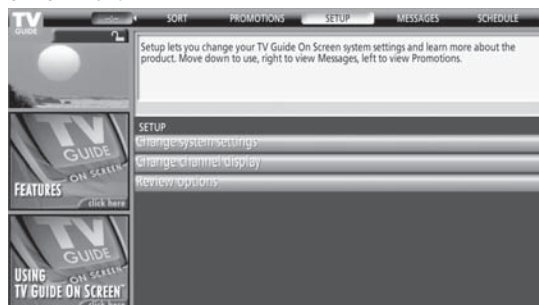 TV GUIDE
SORT PROMOTIONS SETUP MESSAGES SCHEDULE
Setup lets you change your TV Guide On Screen system settings and learn more about the
product. Move down to use, right to view Messages, left to view Promotions.
SETUP
Change system settings
Change channel display
Review options
TV
GUIDE
ON SCREEN
FEATURES
click here
TV
GUIDE
ON SCREEN
USING
TV GUIDE ON SCREEN™
click here